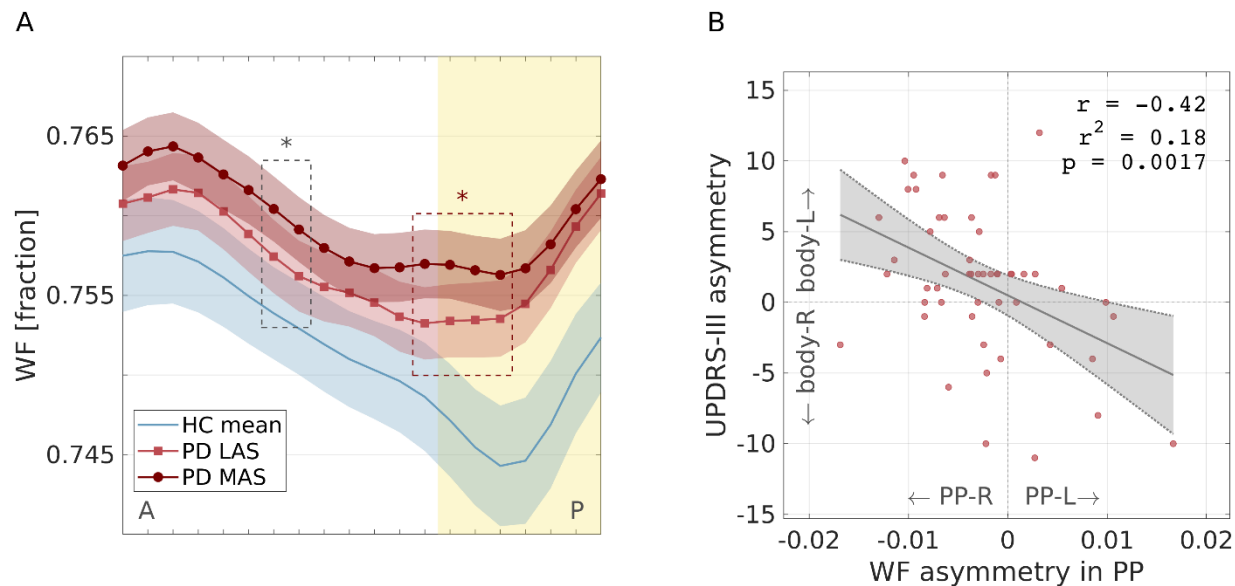 A
WF [fraction]
0.765
0.755
0.745
*
*
HC mean
PD LAS
PD MAS
A
P
B
UPDRS-III asymmetry
← body-R body-L→
15
10
5
0
-5
-10
-15
r = -0.42
r² = 0.18
p = 0.0017
← PP-R
PP-L→
-0.02
-0.01
0
0.01
0.02
WF asymmetry in PP